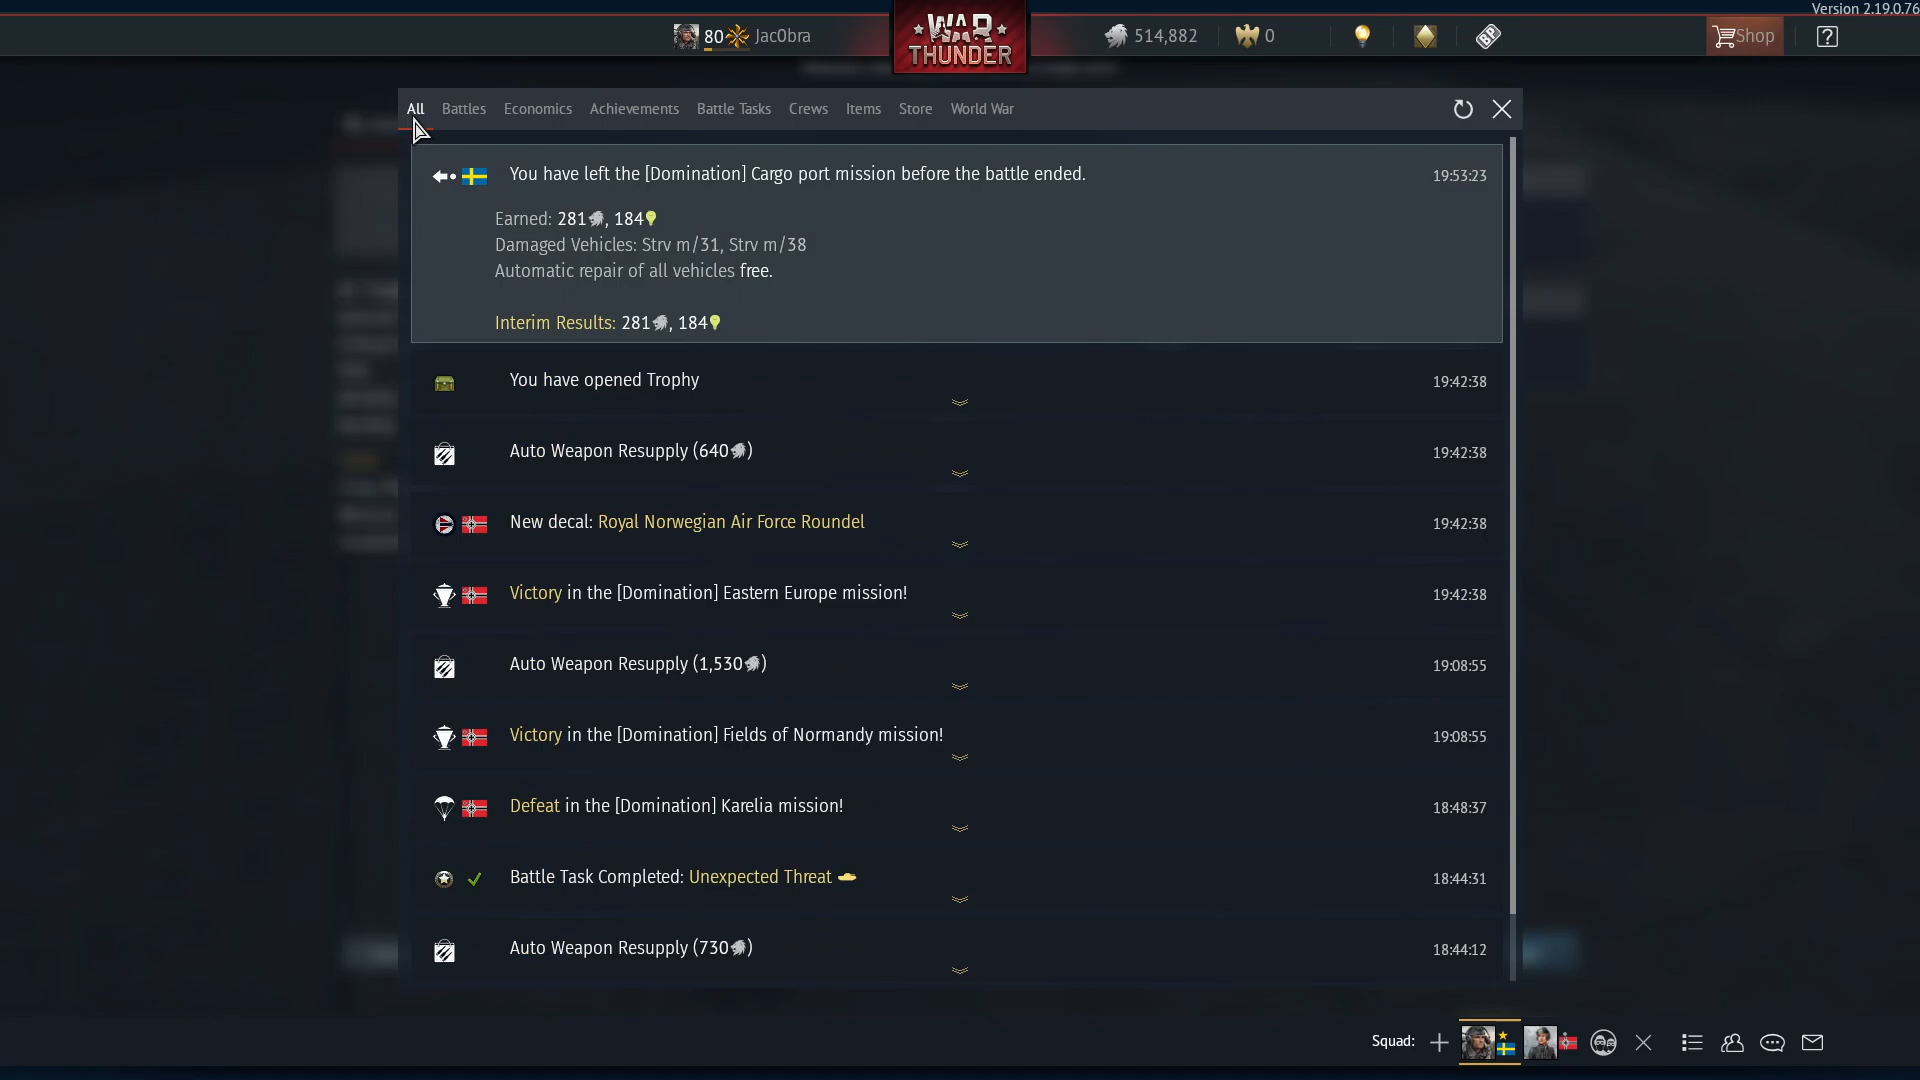 Version 2.19.0.76
80 Jac0bra
WAR THUNDER
514,882
0
BP
Shop
?
All Battles Economics Achievements Battle Tasks Crews Items Store World War
You have left the [Domination] Cargo port mission before the battle ended. 19:53:23
Earned: 281, 184
Damaged Vehicles: Strv m/31, Strv m/38
Automatic repair of all vehicles free.
Interim Results: 281, 184
You have opened Trophy 19:42:38
Auto Weapon Resupply (640) 19:42:38
New decal: Royal Norwegian Air Force Roundel 19:42:38
Victory in the [Domination] Eastern Europe mission! 19:42:38
Auto Weapon Resupply (1,530) 19:08:55
Victory in the [Domination] Fields of Normandy mission! 19:08:55
Defeat in the [Domination] Karelia mission! 18:48:37
Battle Task Completed: Unexpected Threat 18:44:31
Auto Weapon Resupply (730) 18:44:12
Squad: